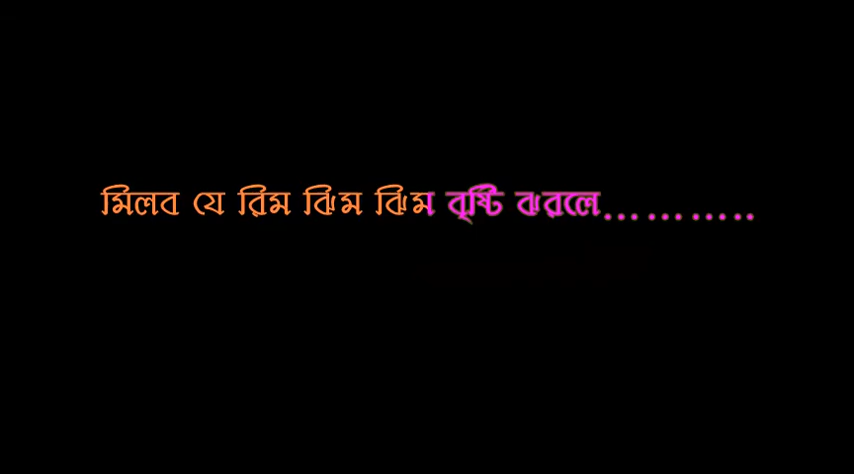 মিলব যে রিম ঝিম ঝিম বৃষ্টি ঝরলে...........